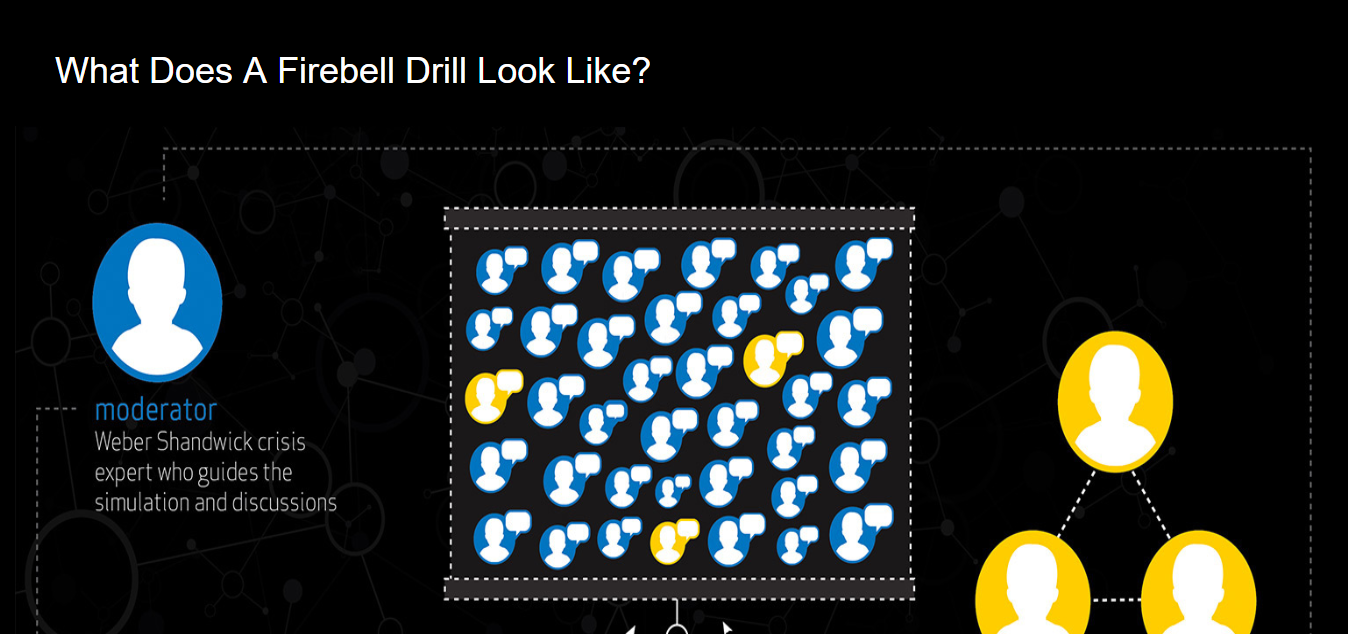 What Does A Firebell Drill Look Like?
moderator
Weber Shandwick crisis
expert who guides the
simulation and discussions